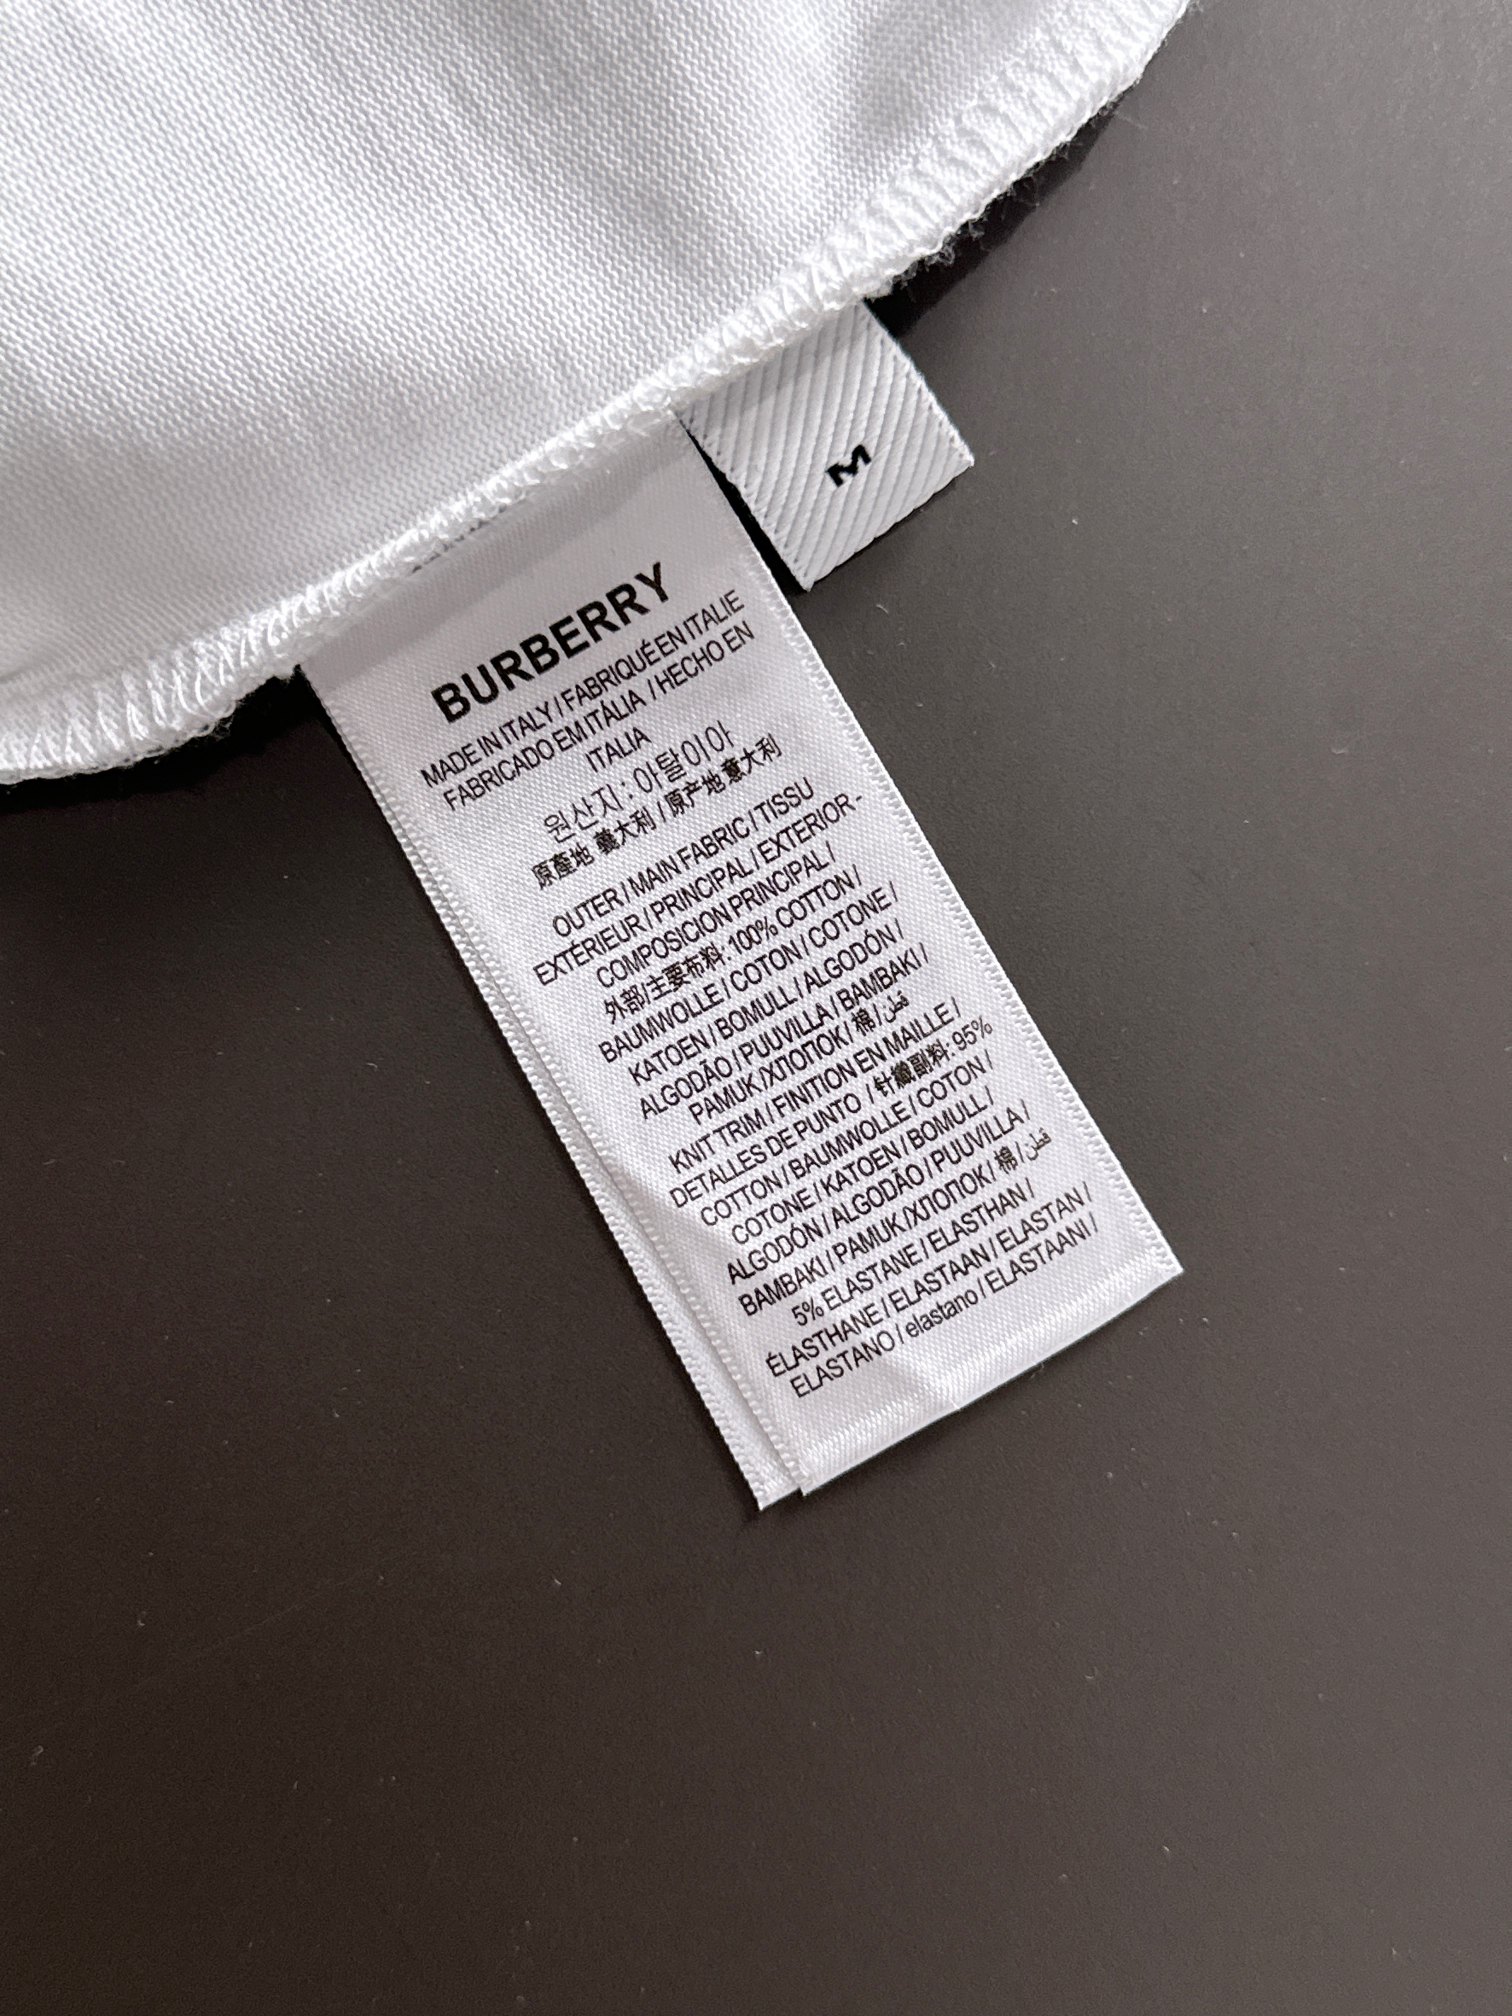 M
BURBERRY
MADE IN ITALY / FABRIQUÉ EN ITALIE
FABRICADO EM ITÁLIA / HECHO EN
ITALIA
원산지 : 이탈이아
原產地 義大利 / 原产地 意大利
OUTER / MAIN FABRIC / TISSU
EXTÉRIEUR / PRINCIPAL / EXTERIOR -
COMPOSICION PRINCIPAL /
外部/主要布料: 100% COTTON /
BAUMWOLLE / COTON / COTONE /
KATOEN / BOMULL / ALGODÓN /
ALGODÃO / PUUVILLA / BAMBAKI /
PAMUK /ХЛОПОК / 棉 / قطن
KNIT TRIM / FINITION EN MAILLE /
DETALLES DE PUNTO / 针織副料: 95%
COTTON / BAUMWOLLE / COTON /
COTONE / KATOEN / BOMULL /
ALGODÓN / ALGODÃO / PUUVILLA /
BAMBAKI / PAMUK /ХЛОПОК / 棉 / قطن
5% ELASTANE / ELASTHAN /
ÉLASTHANE / ELASTAAN / ELASTAN /
ELASTANO / elastano / ELASTAANI /